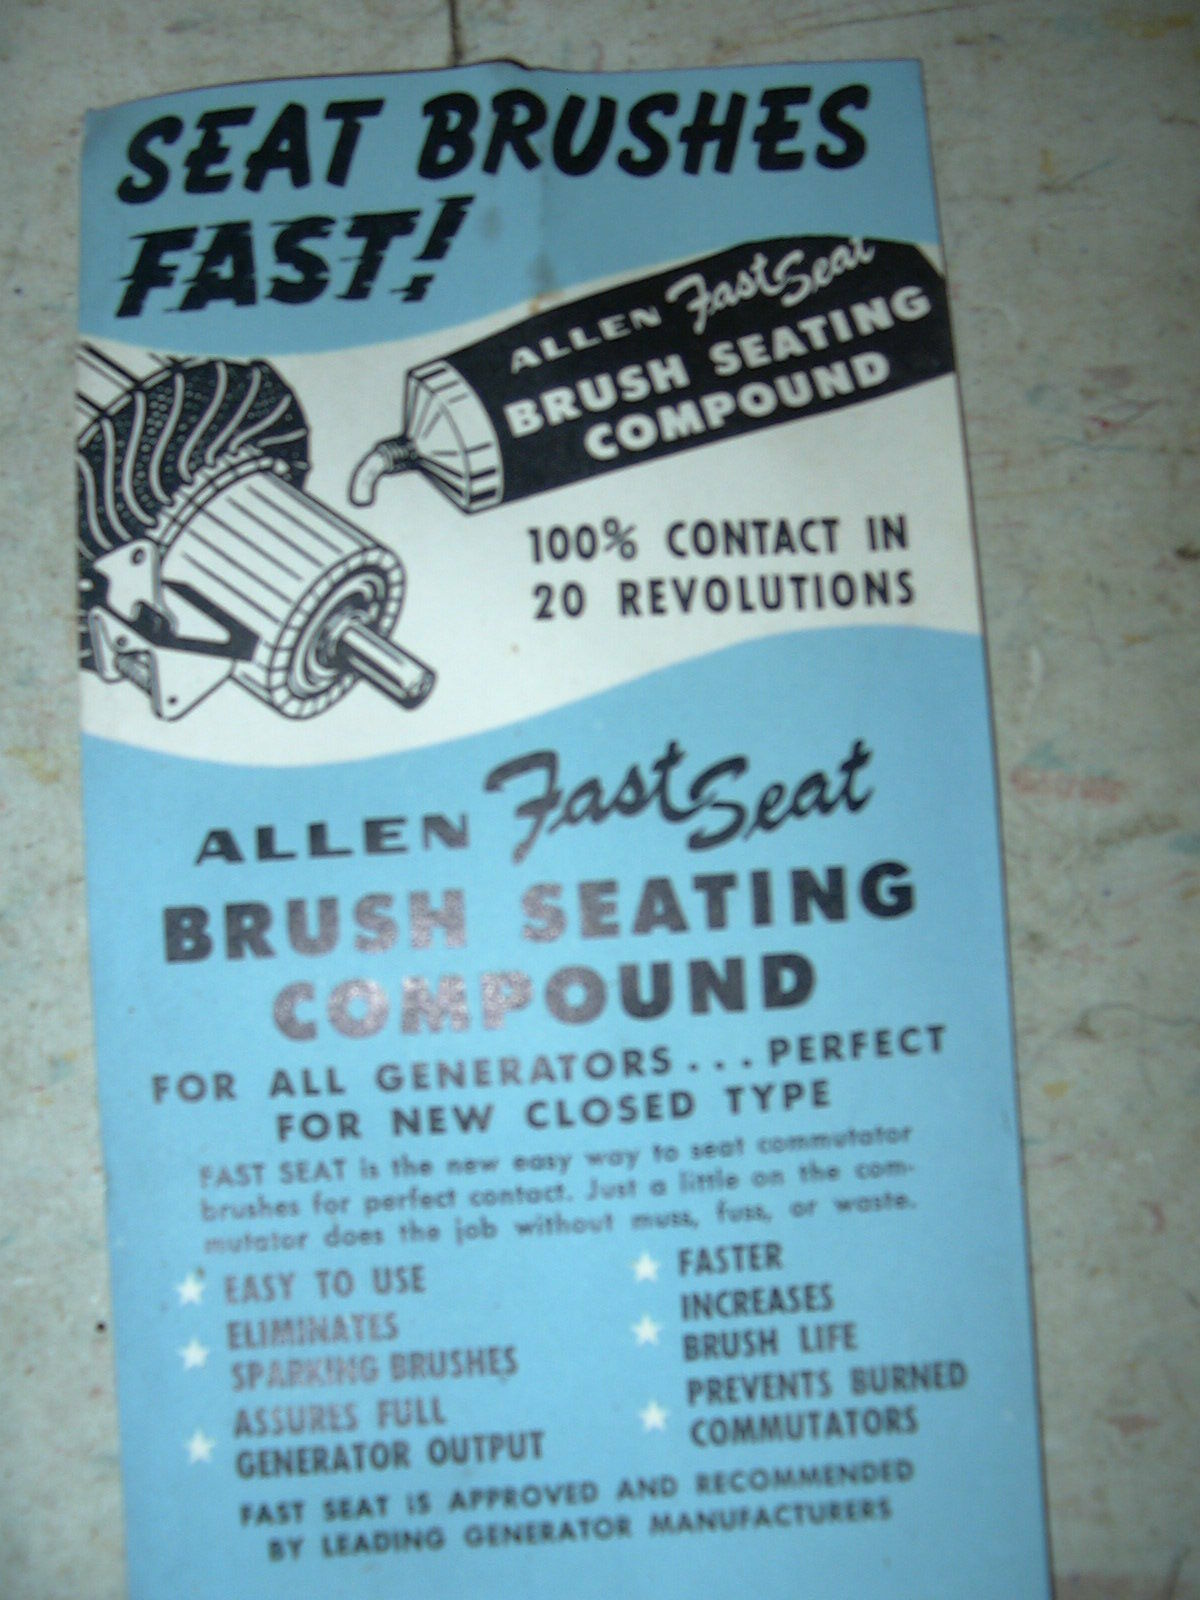 SEAT BRUSHES
FAST!
ALLEN Fast Seat
BRUSH SEATING
COMPOUND
100% CONTACT IN
20 REVOLUTIONS
ALLEN Fast Seat
BRUSH SEATING
COMPOUND
FOR ALL GENERATORS . . . PERFECT
FOR NEW CLOSED TYPE
FAST SEAT is the new easy way to seat commutator
brushes for perfect contact. Just a little on the com-
mutator does the job without muss, fuss, or waste.
★ EASY TO USE
★ ELIMINATES
SPARKING BRUSHES
★ ASSURES FULL
GENERATOR OUTPUT
★ FASTER
★ INCREASES
BRUSH LIFE
★ PREVENTS BURNED
COMMUTATORS
FAST SEAT IS APPROVED AND RECOMMENDED
BY LEADING GENERATOR MANUFACTURERS